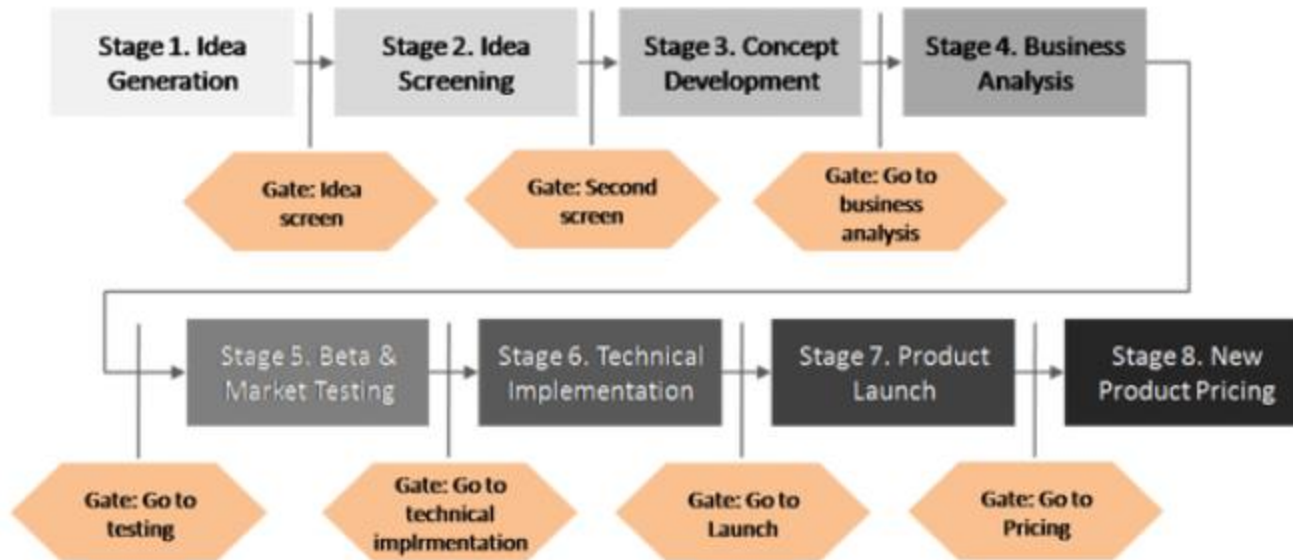 Stage 1. Idea
Generation
Stage 2. Idea
Screening
Stage 3. Concept
Development
Stage 4. Business
Analysis
Gate: Idea
screen
Gate: Second
screen
Gate: Go to
business
analysis
Stage 5. Beta &
Market Testing
Stage 6. Technical
Implementation
Stage 7. Product
Launch
Stage 8. New
Product Pricing
Gate: Go to
testing
Gate: Go to
technical
implrmentation
Gate: Go to
Launch
Gate: Go to
Pricing